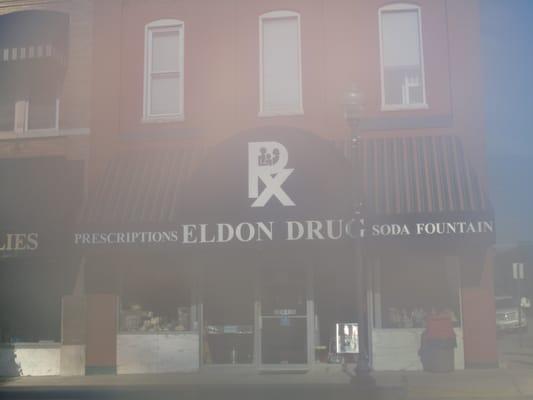 Rx
LIES
PRESCRIPTIONS ELDON DRUG SODA FOUNTAIN